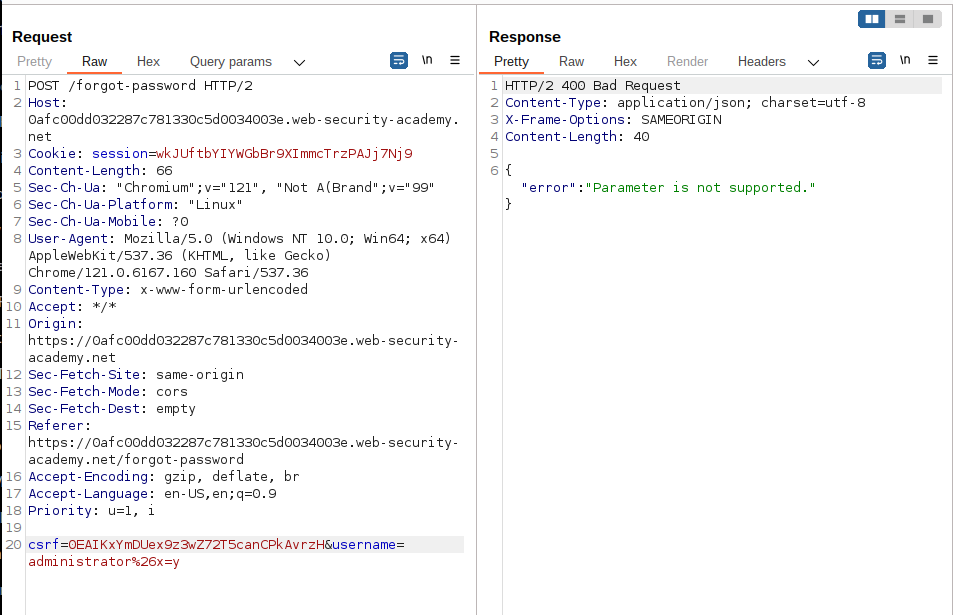 Request
Pretty Raw Hex Query params \n
1 POST /forgot-password HTTP/2
2 Host:
0afc00dd032287c781330c5d0034003e.web-security-academy.
net
3 Cookie: session=wkJUftbYIYWGbBr9XImmcTrzPAJj7Nj9
4 Content-Length: 66
5 Sec-Ch-Ua: "Chromium";v="121", "Not A(Brand";v="99"
6 Sec-Ch-Ua-Platform: "Linux"
7 Sec-Ch-Ua-Mobile: ?0
8 User-Agent: Mozilla/5.0 (Windows NT 10.0; Win64; x64)
AppleWebKit/537.36 (KHTML, like Gecko)
Chrome/121.0.6167.160 Safari/537.36
9 Content-Type: x-www-form-urlencoded
10 Accept: */*
11 Origin:
https://0afc00dd032287c781330c5d0034003e.web-security-
academy.net
12 Sec-Fetch-Site: same-origin
13 Sec-Fetch-Mode: cors
14 Sec-Fetch-Dest: empty
15 Referer:
https://0afc00dd032287c781330c5d0034003e.web-security-
academy.net/forgot-password
16 Accept-Encoding: gzip, deflate, br
17 Accept-Language: en-US,en;q=0.9
18 Priority: u=1, i
19
20 csrf=0EAIKxYmDUex9z3wZ72T5canCPkAvrzH&username=
administrator%26x=y
Response
Pretty Raw Hex Render Headers \n
1 HTTP/2 400 Bad Request
2 Content-Type: application/json; charset=utf-8
3 X-Frame-Options: SAMEORIGIN
4 Content-Length: 40
5
6 {
"error":"Parameter is not supported."
}